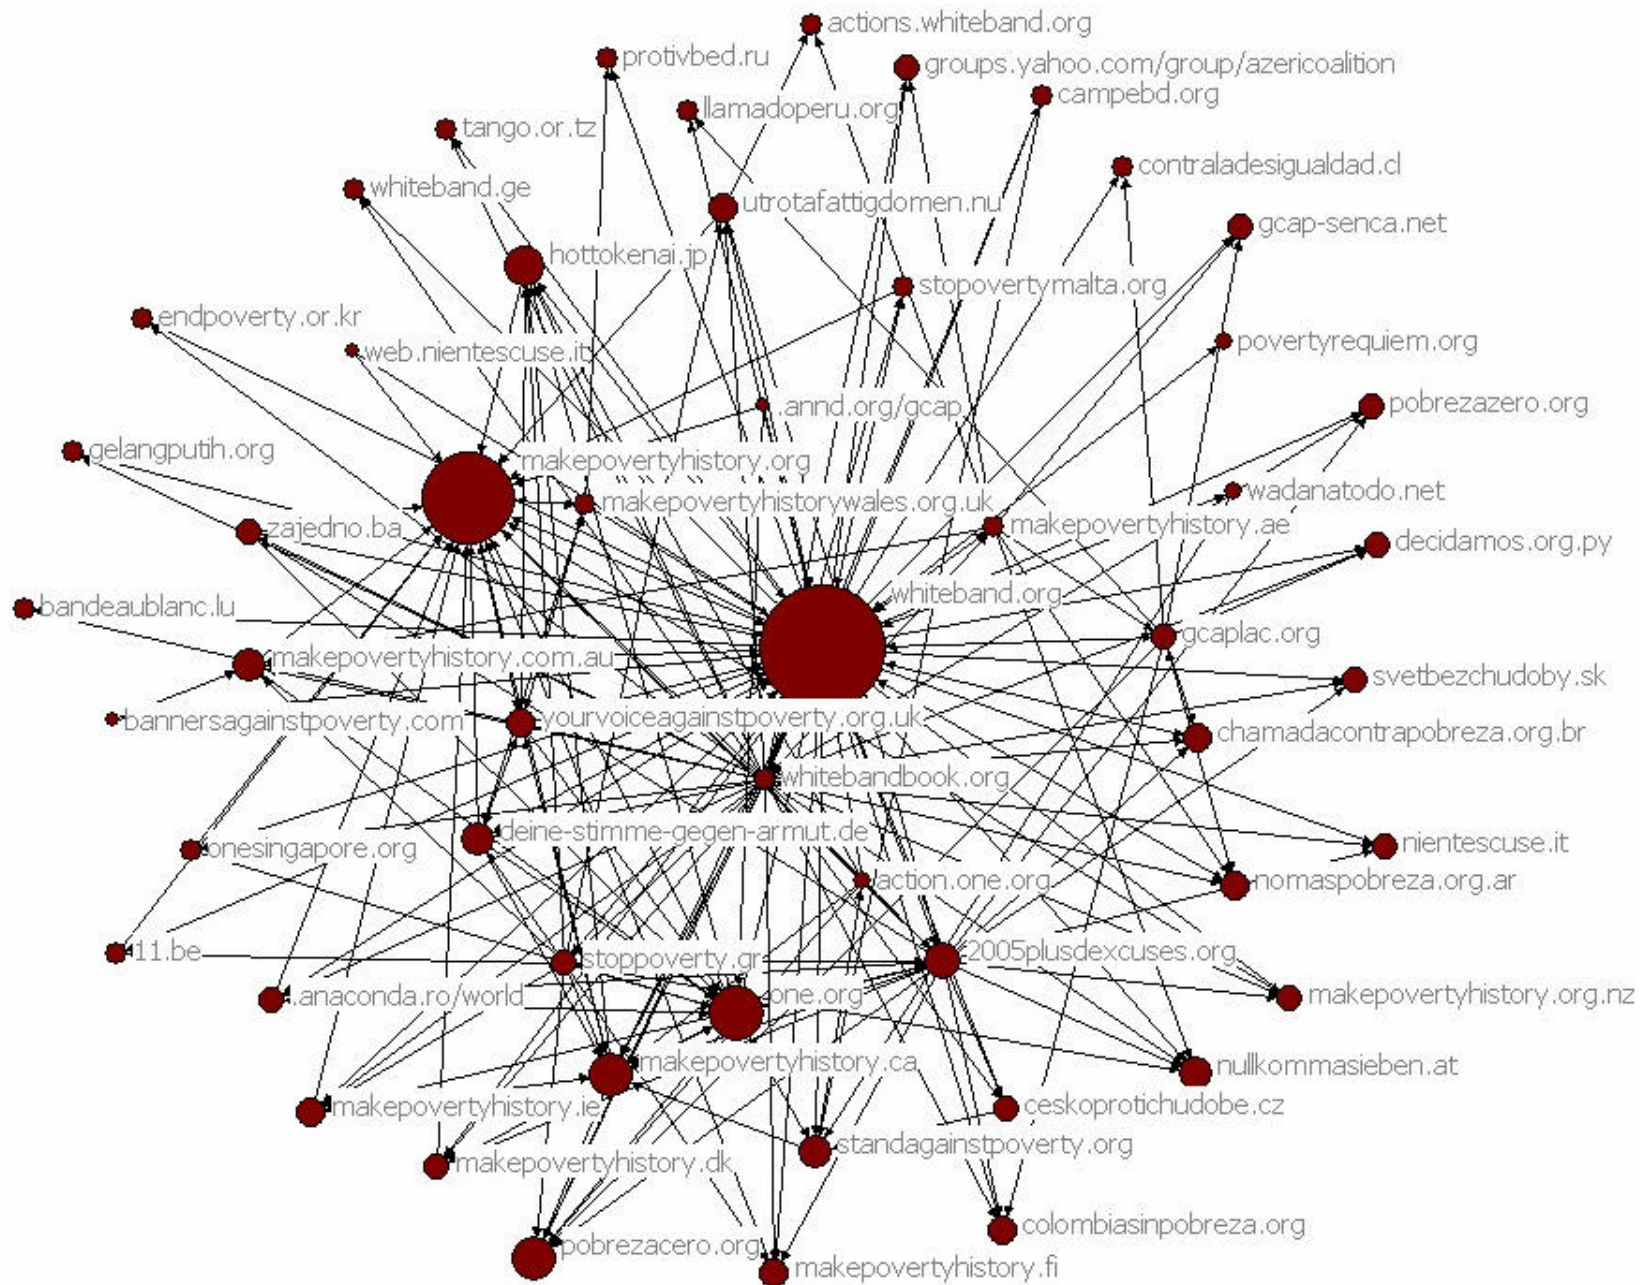 actions.whiteband.org
protivbed.ru
groups.yahoo.com/group/azericoalition
campebd.org
llamadoperu.org
tango.or.tz
contraladesigualdad.cl
whiteband.ge
utrotafattigdomen.nu
gcap-senca.net
hottokenai.jp
stopovertymalta.org
endpoverty.or.kr
povertyrequiem.org
web.nientescuse.it
annd.org/gcap
pobrezazero.org
gelangputih.org
makepovertyhistory.org
wadanatodo.net
makepovertyhistorywales.org.uk
makepovertyhistory.ae
zajedno.ba
decidamos.org.py
whiteband.org
bandeaublanc.lu
gcaplac.org
makepovertyhistory.com.au
svetbezchudoby.sk
bannersagainstpoverty.com
yourvoiceagainstpoverty.org.uk
chamadacontrapobreza.org.br
whitebandbook.org
deine-stimme-gegen-armut.de
nientescuse.it
onesingapore.org
action.one.org
nomaspobreza.org.ar
11.be
stoppoverty.gr
2005plusdexcuses.org
anaconda.ro/world
one.org
makepovertyhistory.org.nz
makepovertyhistory.ca
nullkommasieben.at
makepovertyhistory.ie
ceskoprotichudobe.cz
standagainstpoverty.org
makepovertyhistory.dk
colombiasinpobreza.org
pobrezacero.org
makepovertyhistory.fi